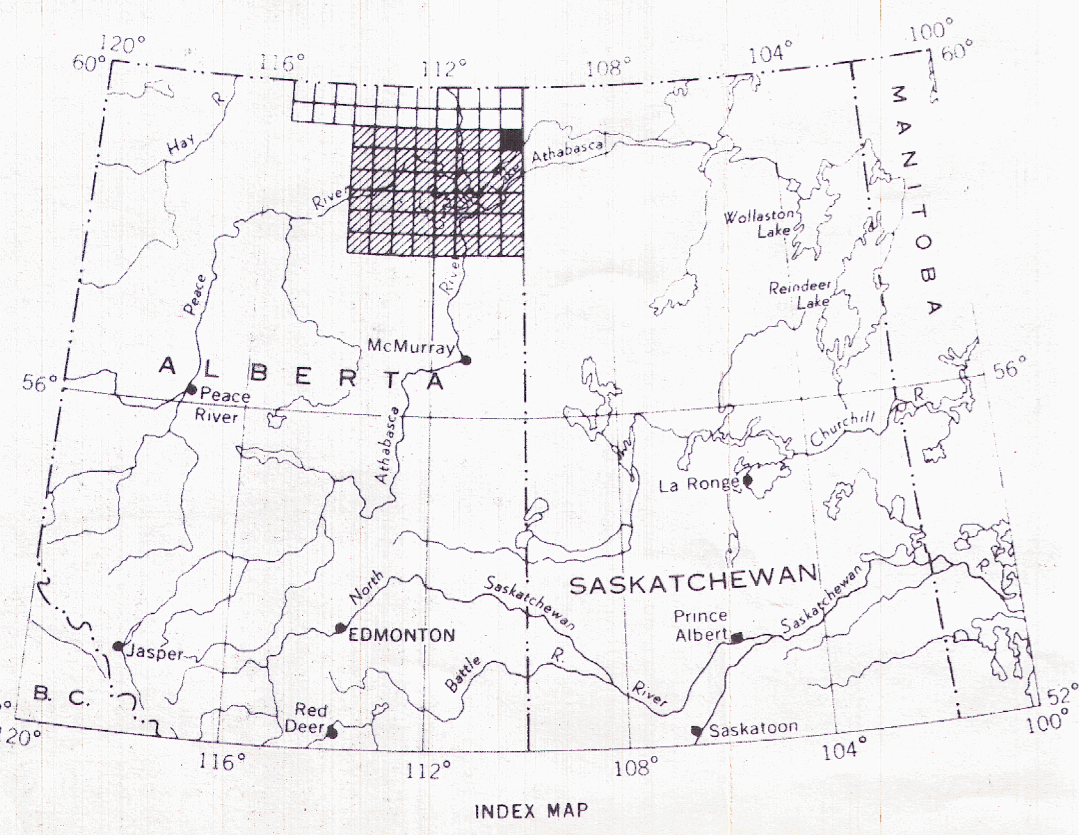 120°
116°
112°
108°
104°
100°
60°
60°
Hay
R
River
Athabasca
MANITOBA
Wollaston
Lake
Reindeer
Lake
Peace
River
McMurray
ALBERTA
56°
56°
Peace
River
Athabasca
Churchill
R.
La Ronge
North
Saskatchewan
SASKATCHEWAN
Saskatchewan
R.
Prince
Albert
EDMONTON
Jasper
Battle
R.
River
B. C.
Red
Deer
Saskatoon
52°
100°
120°
116°
112°
108°
104°
INDEX MAP